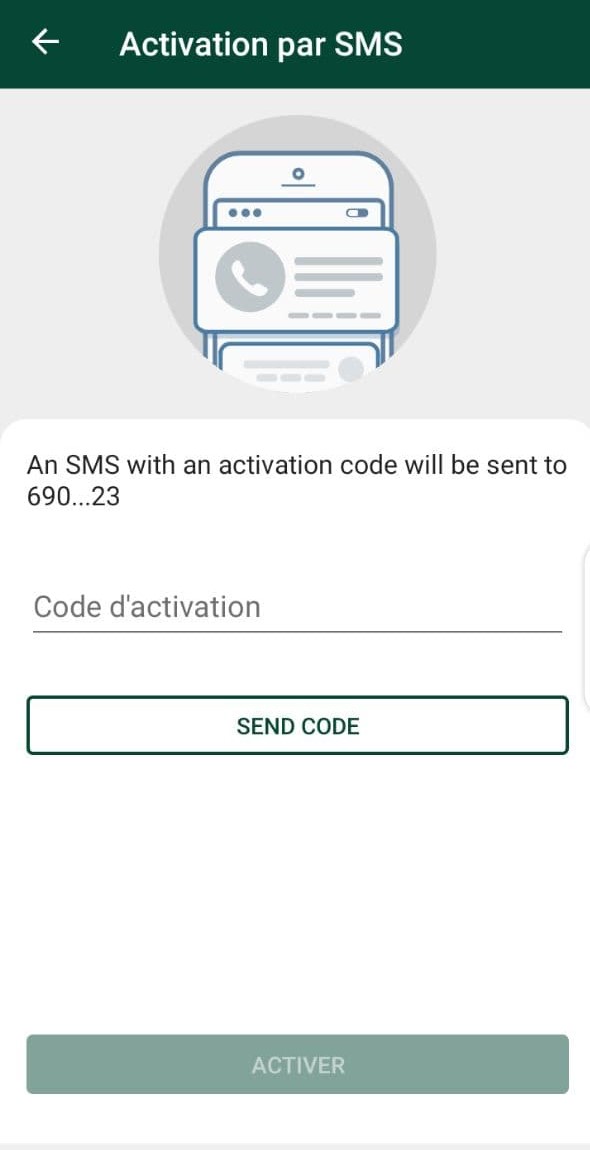 Activation par SMS
An SMS with an activation code will be sent to
690...23
Code d'activation
SEND CODE
ACTIVER